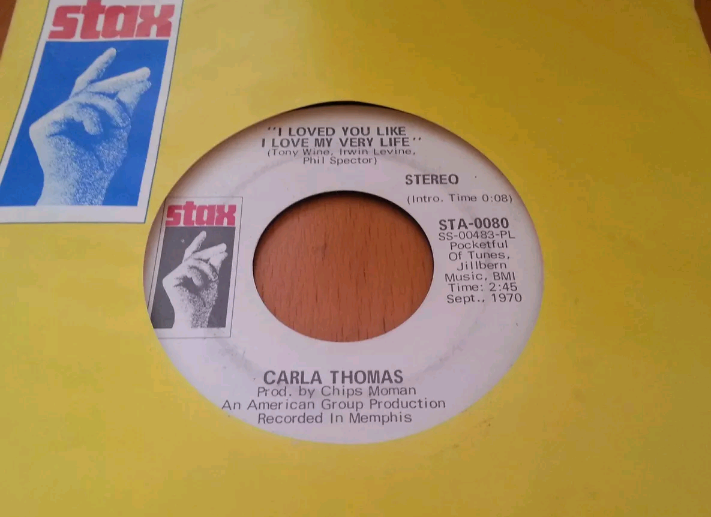 stax
"I LOVED YOU LIKE
I LOVE MY VERY LIFE"
(Tony Wine, Irwin Levine,
Phil Spector)
STEREO
(Intro. Time 0:08)
stax
STA-0080
SS-00483-PL
Pocketful
Of Tunes,
Jillbern
Music, BMI
Time: 2:45
Sept., 1970
CARLA THOMAS
Prod. by Chips Moman
An American Group Production
Recorded In Memphis